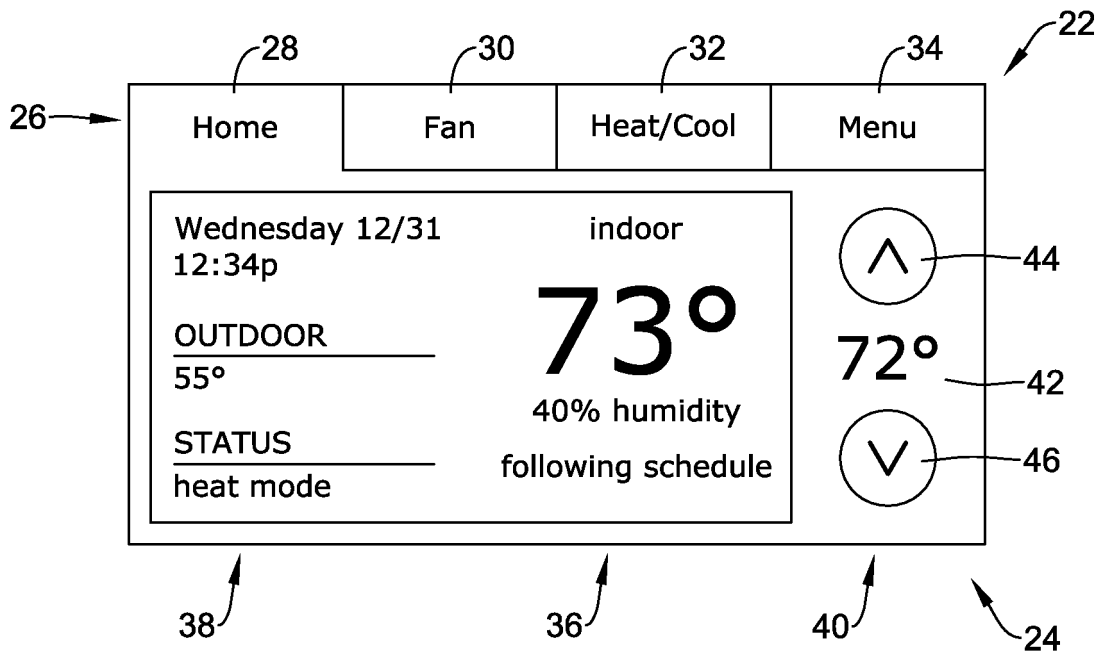 28 30 32 34 22
26
Home Fan Heat/Cool Menu
Wednesday 12/31
12:34p
OUTDOOR
55°
STATUS
heat mode
indoor
73°
40% humidity
following schedule
44
72°
42
46
38 36 40 24